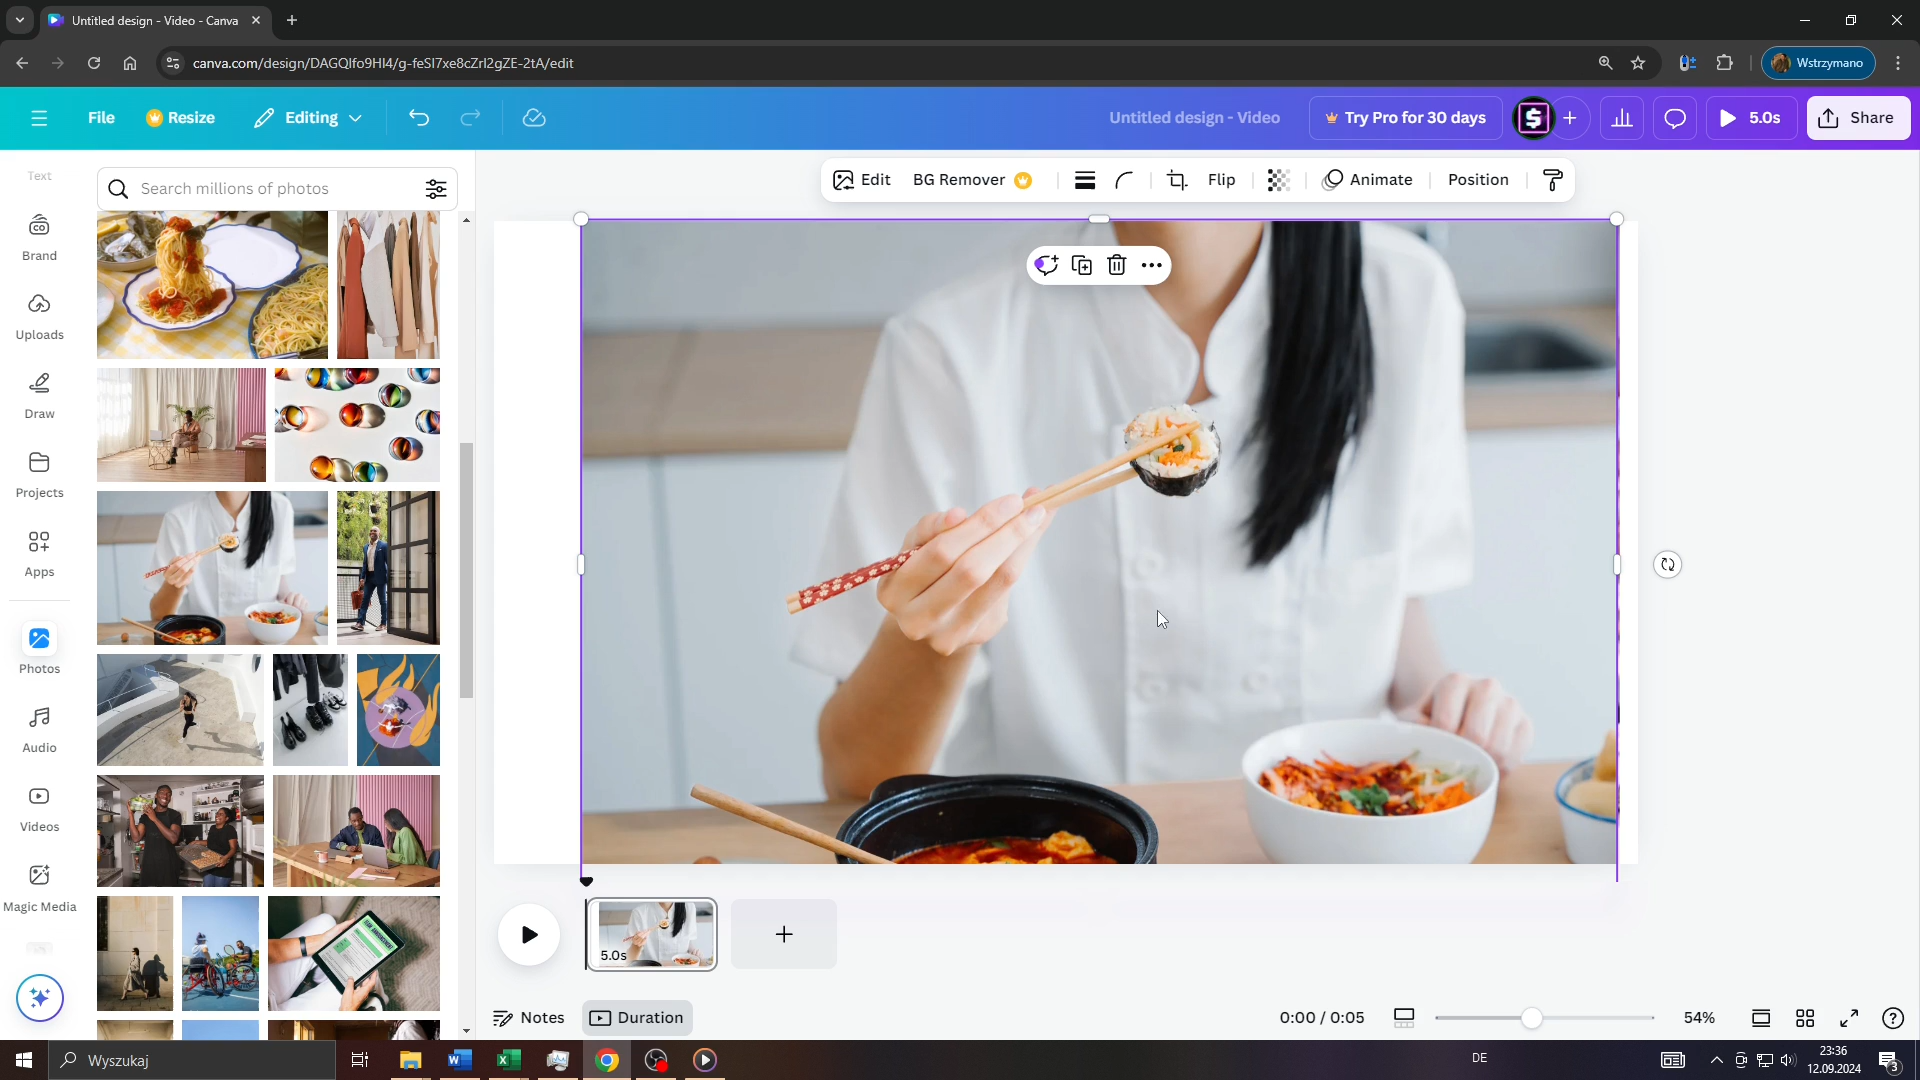 Untitled design - Video - Canva
canva.com/design/DAGQlfo9HI4/g-feSI7xe8cZrI2gZE-2tA/edit
Wstrzymano
File
Resize
Editing
Untitled design - Video
Try Pro for 30 days
5.0s
Share
Text
Search millions of photos
Edit
BG Remover
Flip
Animate
Position
Brand
Uploads
Draw
Projects
Apps
Photos
Audio
Videos
Magic Media
5.0s
Notes
Duration
0:00 / 0:05
54%
Wyszukaj
DE
23:36
12.09.2024
3